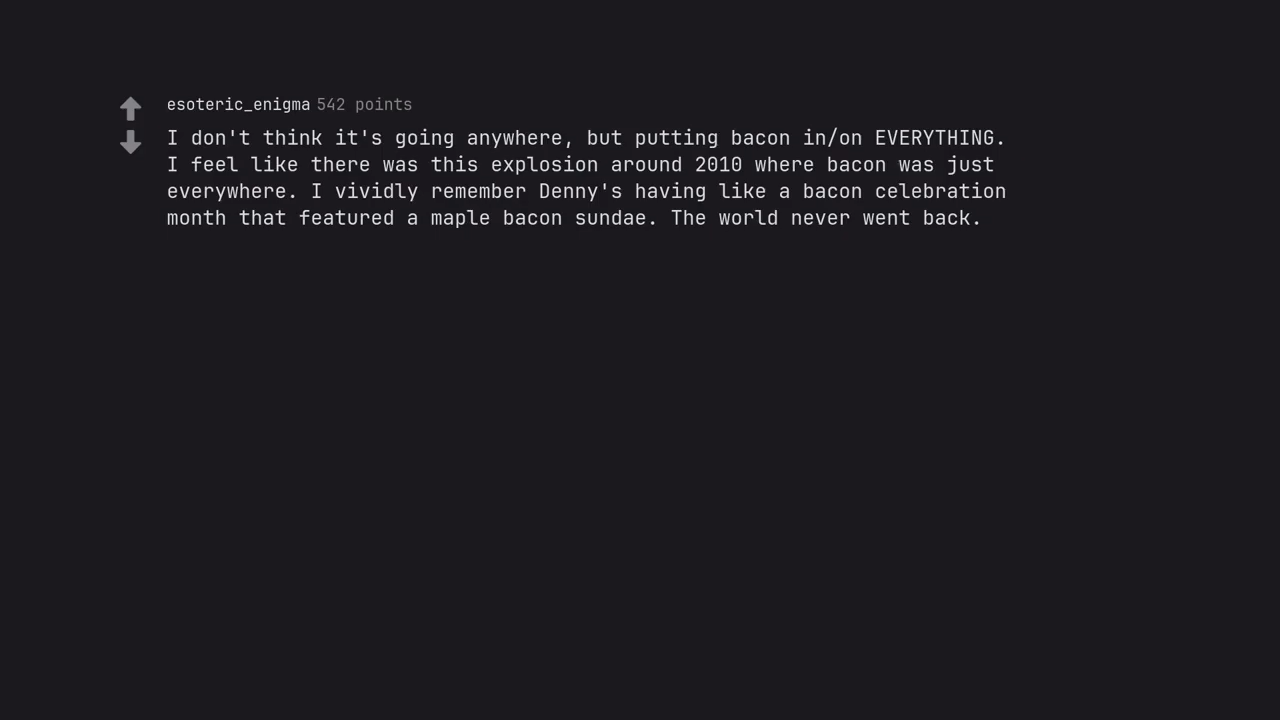 esoteric_enigma 542 points
I don't think it's going anywhere, but putting bacon in/on EVERYTHING.
I feel like there was this explosion around 2010 where bacon was just
everywhere. I vividly remember Denny's having like a bacon celebration
month that featured a maple bacon sundae. The world never went back.